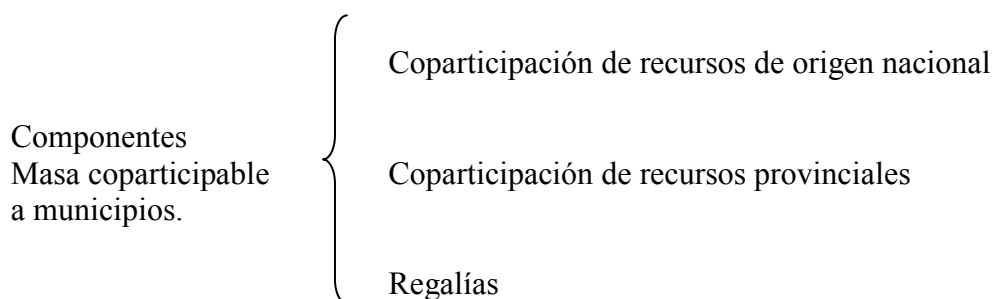 Componentes
Masa coparticipable
a municipios.
Coparticipación de recursos de origen nacional
Coparticipación de recursos provinciales
Regalías